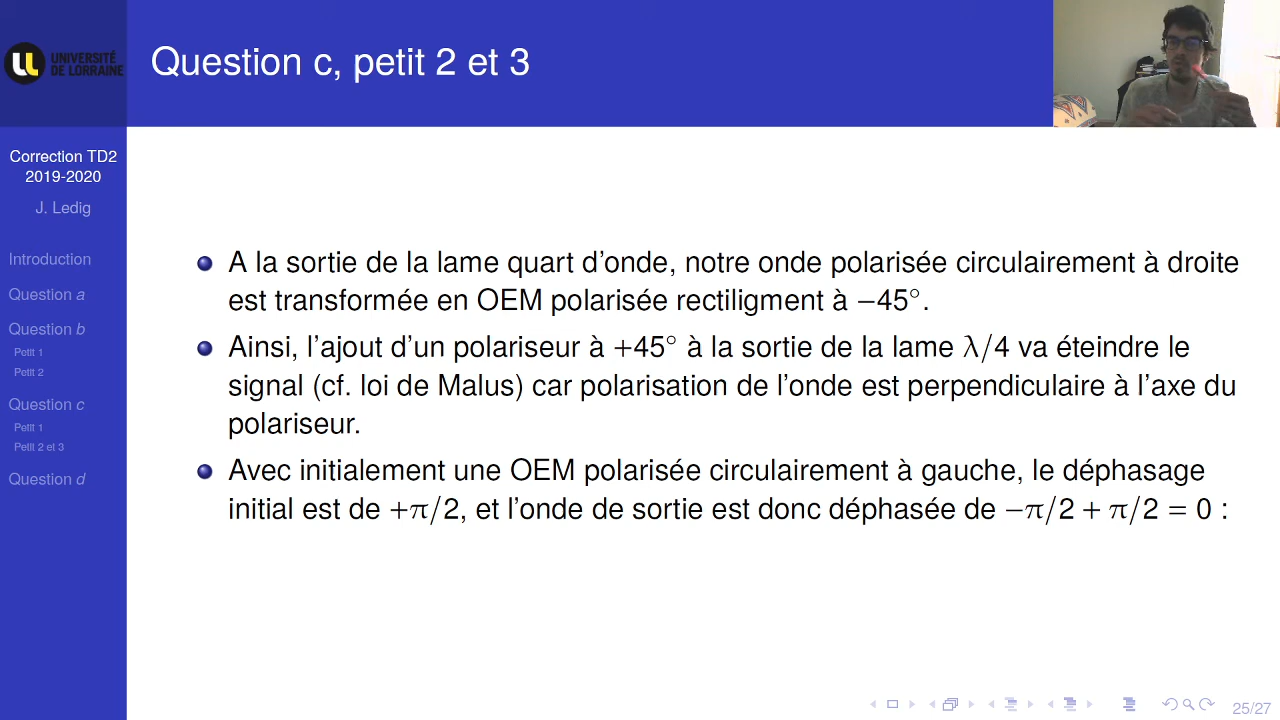 UNIVERSITÉ
DE LORRAINE
Question c, petit 2 et 3
Correction TD2
2019-2020
J. Ledig
Introduction
Question a
Question b
Petit 1
Petit 2
Question c
Petit 1
Petit 2 et 3
Question d
A la sortie de la lame quart d'onde, notre onde polarisée circulairement à droite
est transformée en OEM polarisée rectiligment à −45°.
Ainsi, l'ajout d'un polariseur à +45° à la sortie de la lame λ/4 va éteindre le
signal (cf. loi de Malus) car polarisation de l'onde est perpendiculaire à l'axe du
polariseur.
Avec initialement une OEM polarisée circulairement à gauche, le déphasage
initial est de +π/2, et l'onde de sortie est donc déphasée de −π/2 + π/2 = 0 :
25/27